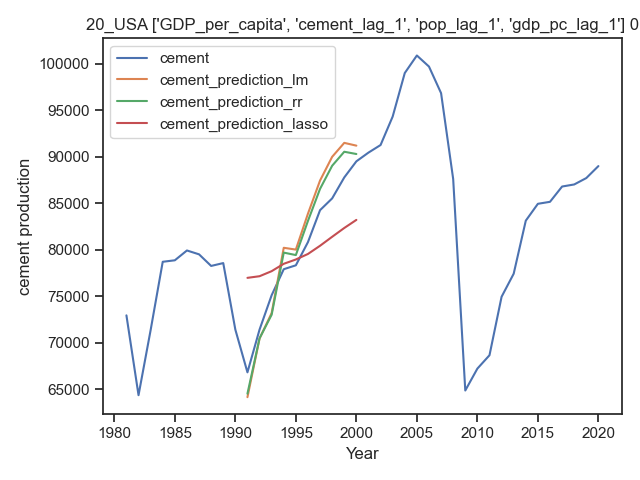 20_USA ['GDP_per_capita', 'cement_lag_1', 'pop_lag_1', 'gdp_pc_lag_1'] 0
cement
cement_prediction_lm
cement_prediction_rr
cement_prediction_lasso
100000
95000
90000
85000
80000
75000
70000
65000
cement production
1980 1985 1990 1995 2000 2005 2010 2015 2020
Year